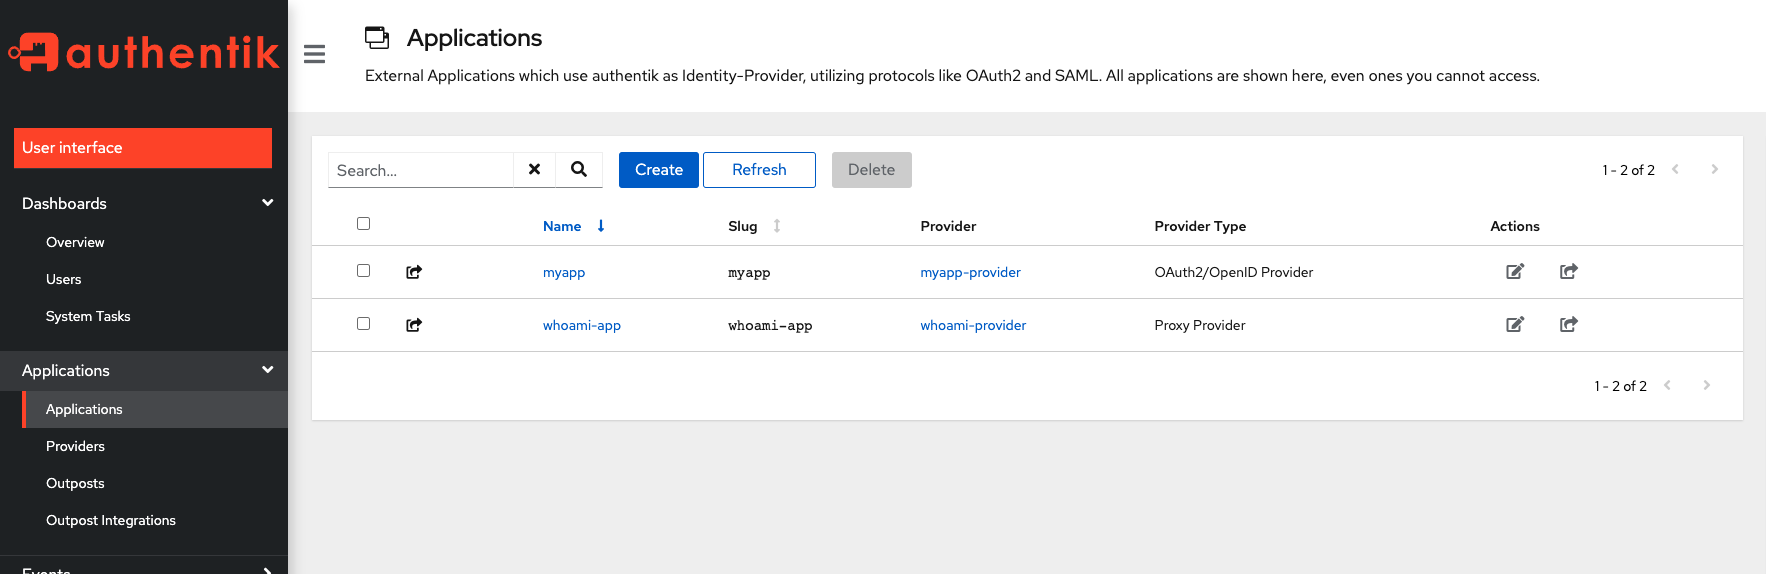 authentik
User interface
Dashboards
Overview
Users
System Tasks
Applications
Applications
Providers
Outposts
Outpost Integrations
Events
Applications
External Applications which use authentik as Identity-Provider, utilizing protocols like OAuth2 and SAML. All applications are shown here, even ones you cannot access.
Search... Create Refresh Delete 1 - 2 of 2
Name Slug Provider Provider Type Actions
myapp myapp myapp-provider OAuth2/OpenID Provider
whoami-app whoami-app whoami-provider Proxy Provider
1 - 2 of 2